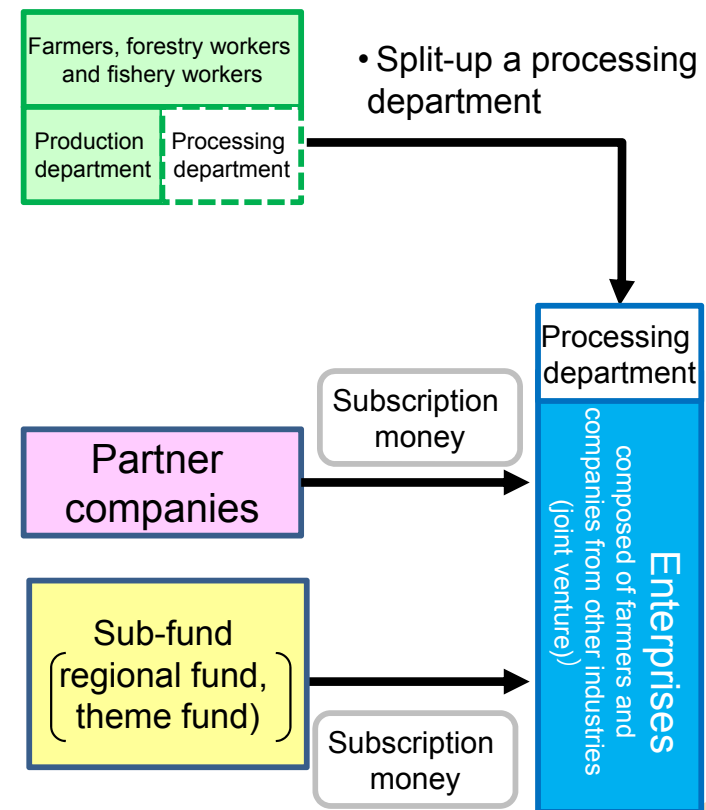 Farmers, forestry workers
and fishery workers
Production
department
Processing
department
• Split-up a processing
department
Processing
department
Subscription
money
Partner
companies
Enterprises
composed of farmers and
companies from other industries
(joint venture))
Sub-fund
(regional fund,
theme fund)
Subscription
money